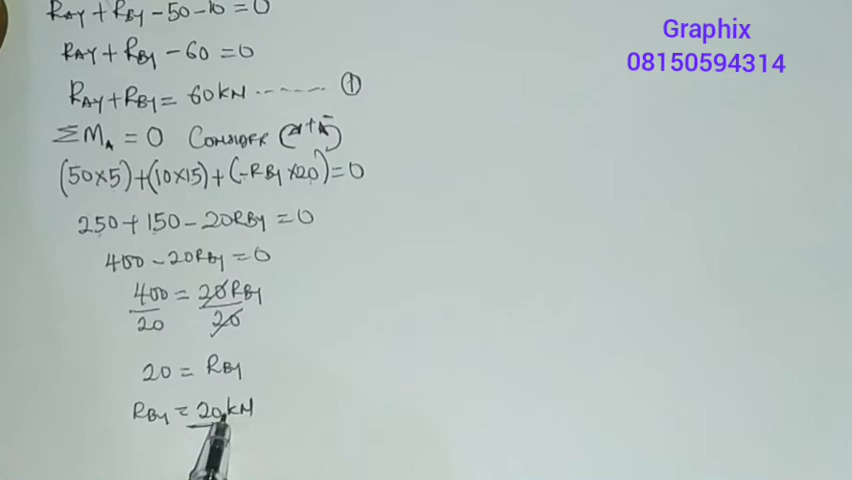 RAY + RBY - 50 - 10 = 0
RAY + RBY - 60 = 0
RAY + RBY = 60KN ------- ①
ΣMA = 0 CONSIDER (↻+↺-)
(50×5)+(10×15)+(-RBY×20)=0
250 + 150 - 20RBY = 0
400 - 20RBY = 0
400/20 = 20RBY/20
20 = RBY
RBY = 20KN
Graphix
08150594314